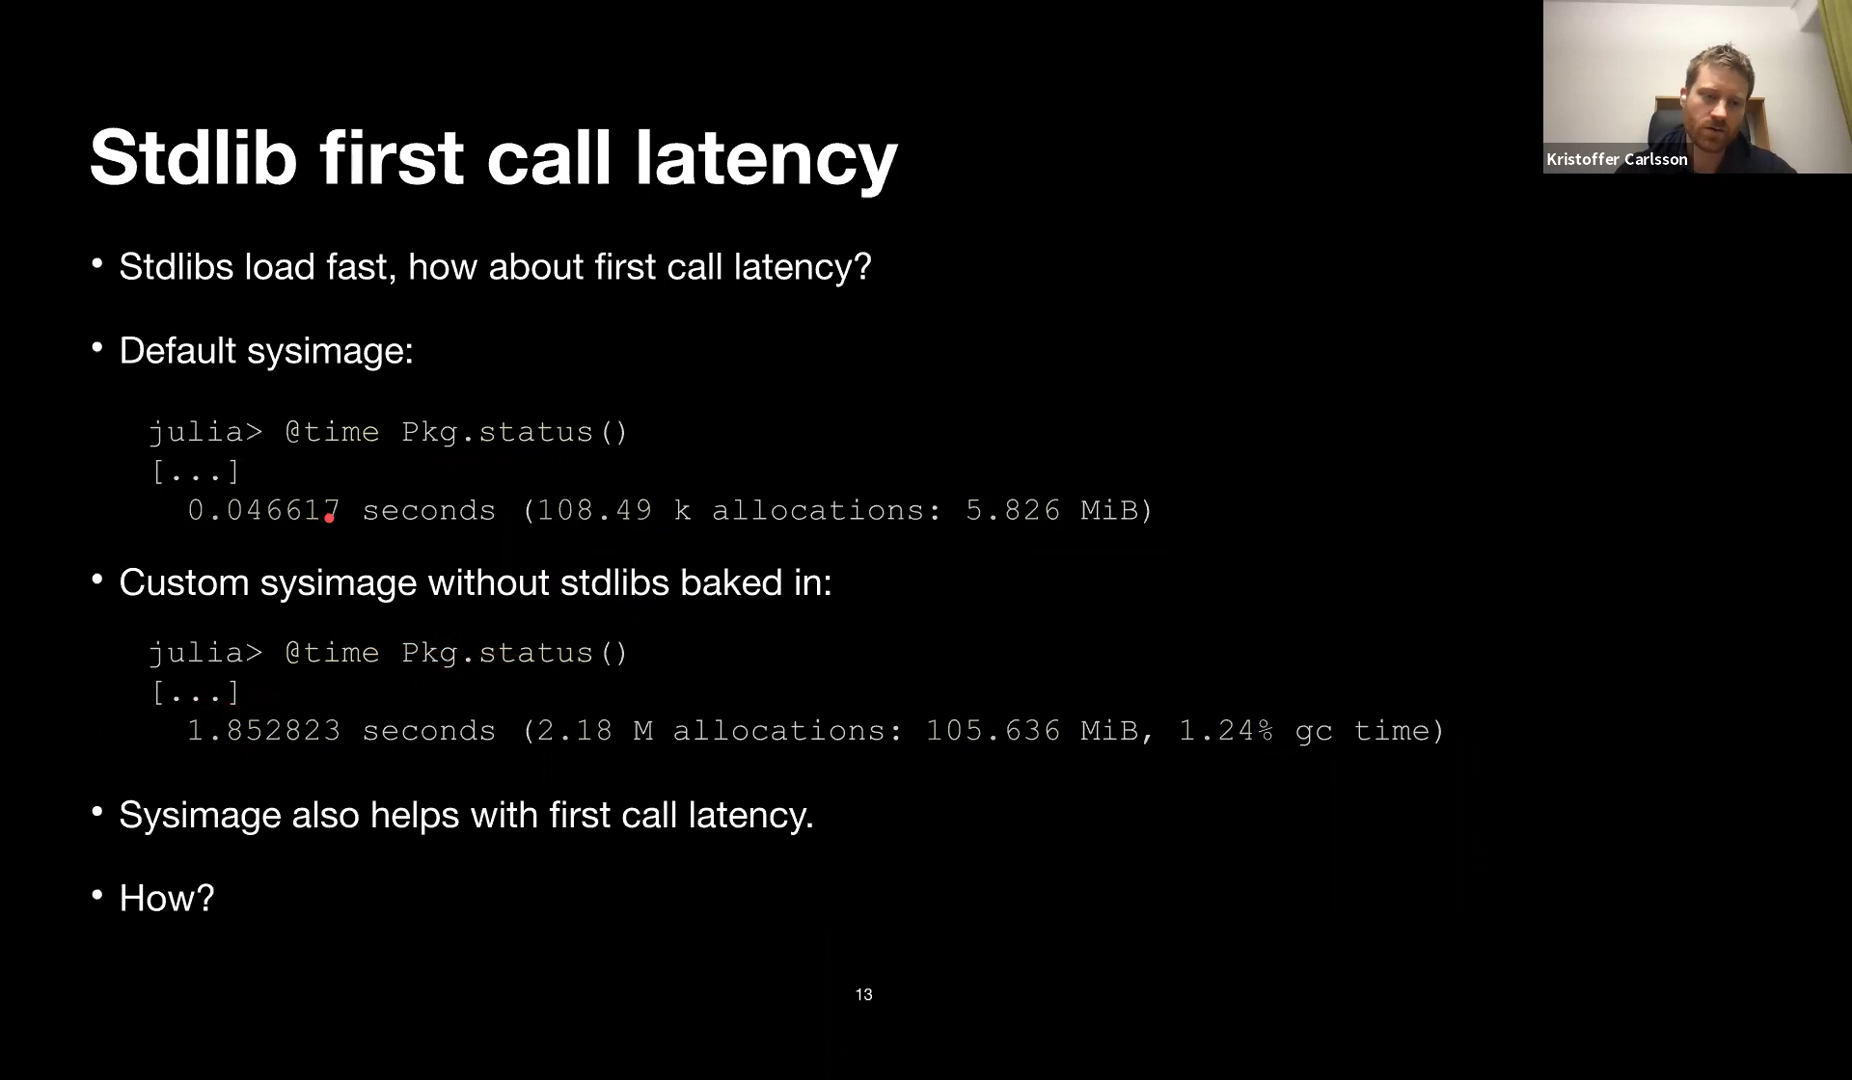 Stdlib first call latency
Kristoffer Carlsson
• Stdlibs load fast, how about first call latency?
• Default sysimage:
julia> @time Pkg.status()
[...]
0.046617 seconds (108.49 k allocations: 5.826 MiB)
• Custom sysimage without stdlibs baked in:
julia> @time Pkg.status()
[...]
1.852823 seconds (2.18 M allocations: 105.636 MiB, 1.24% gc time)
• Sysimage also helps with first call latency.
• How?
13